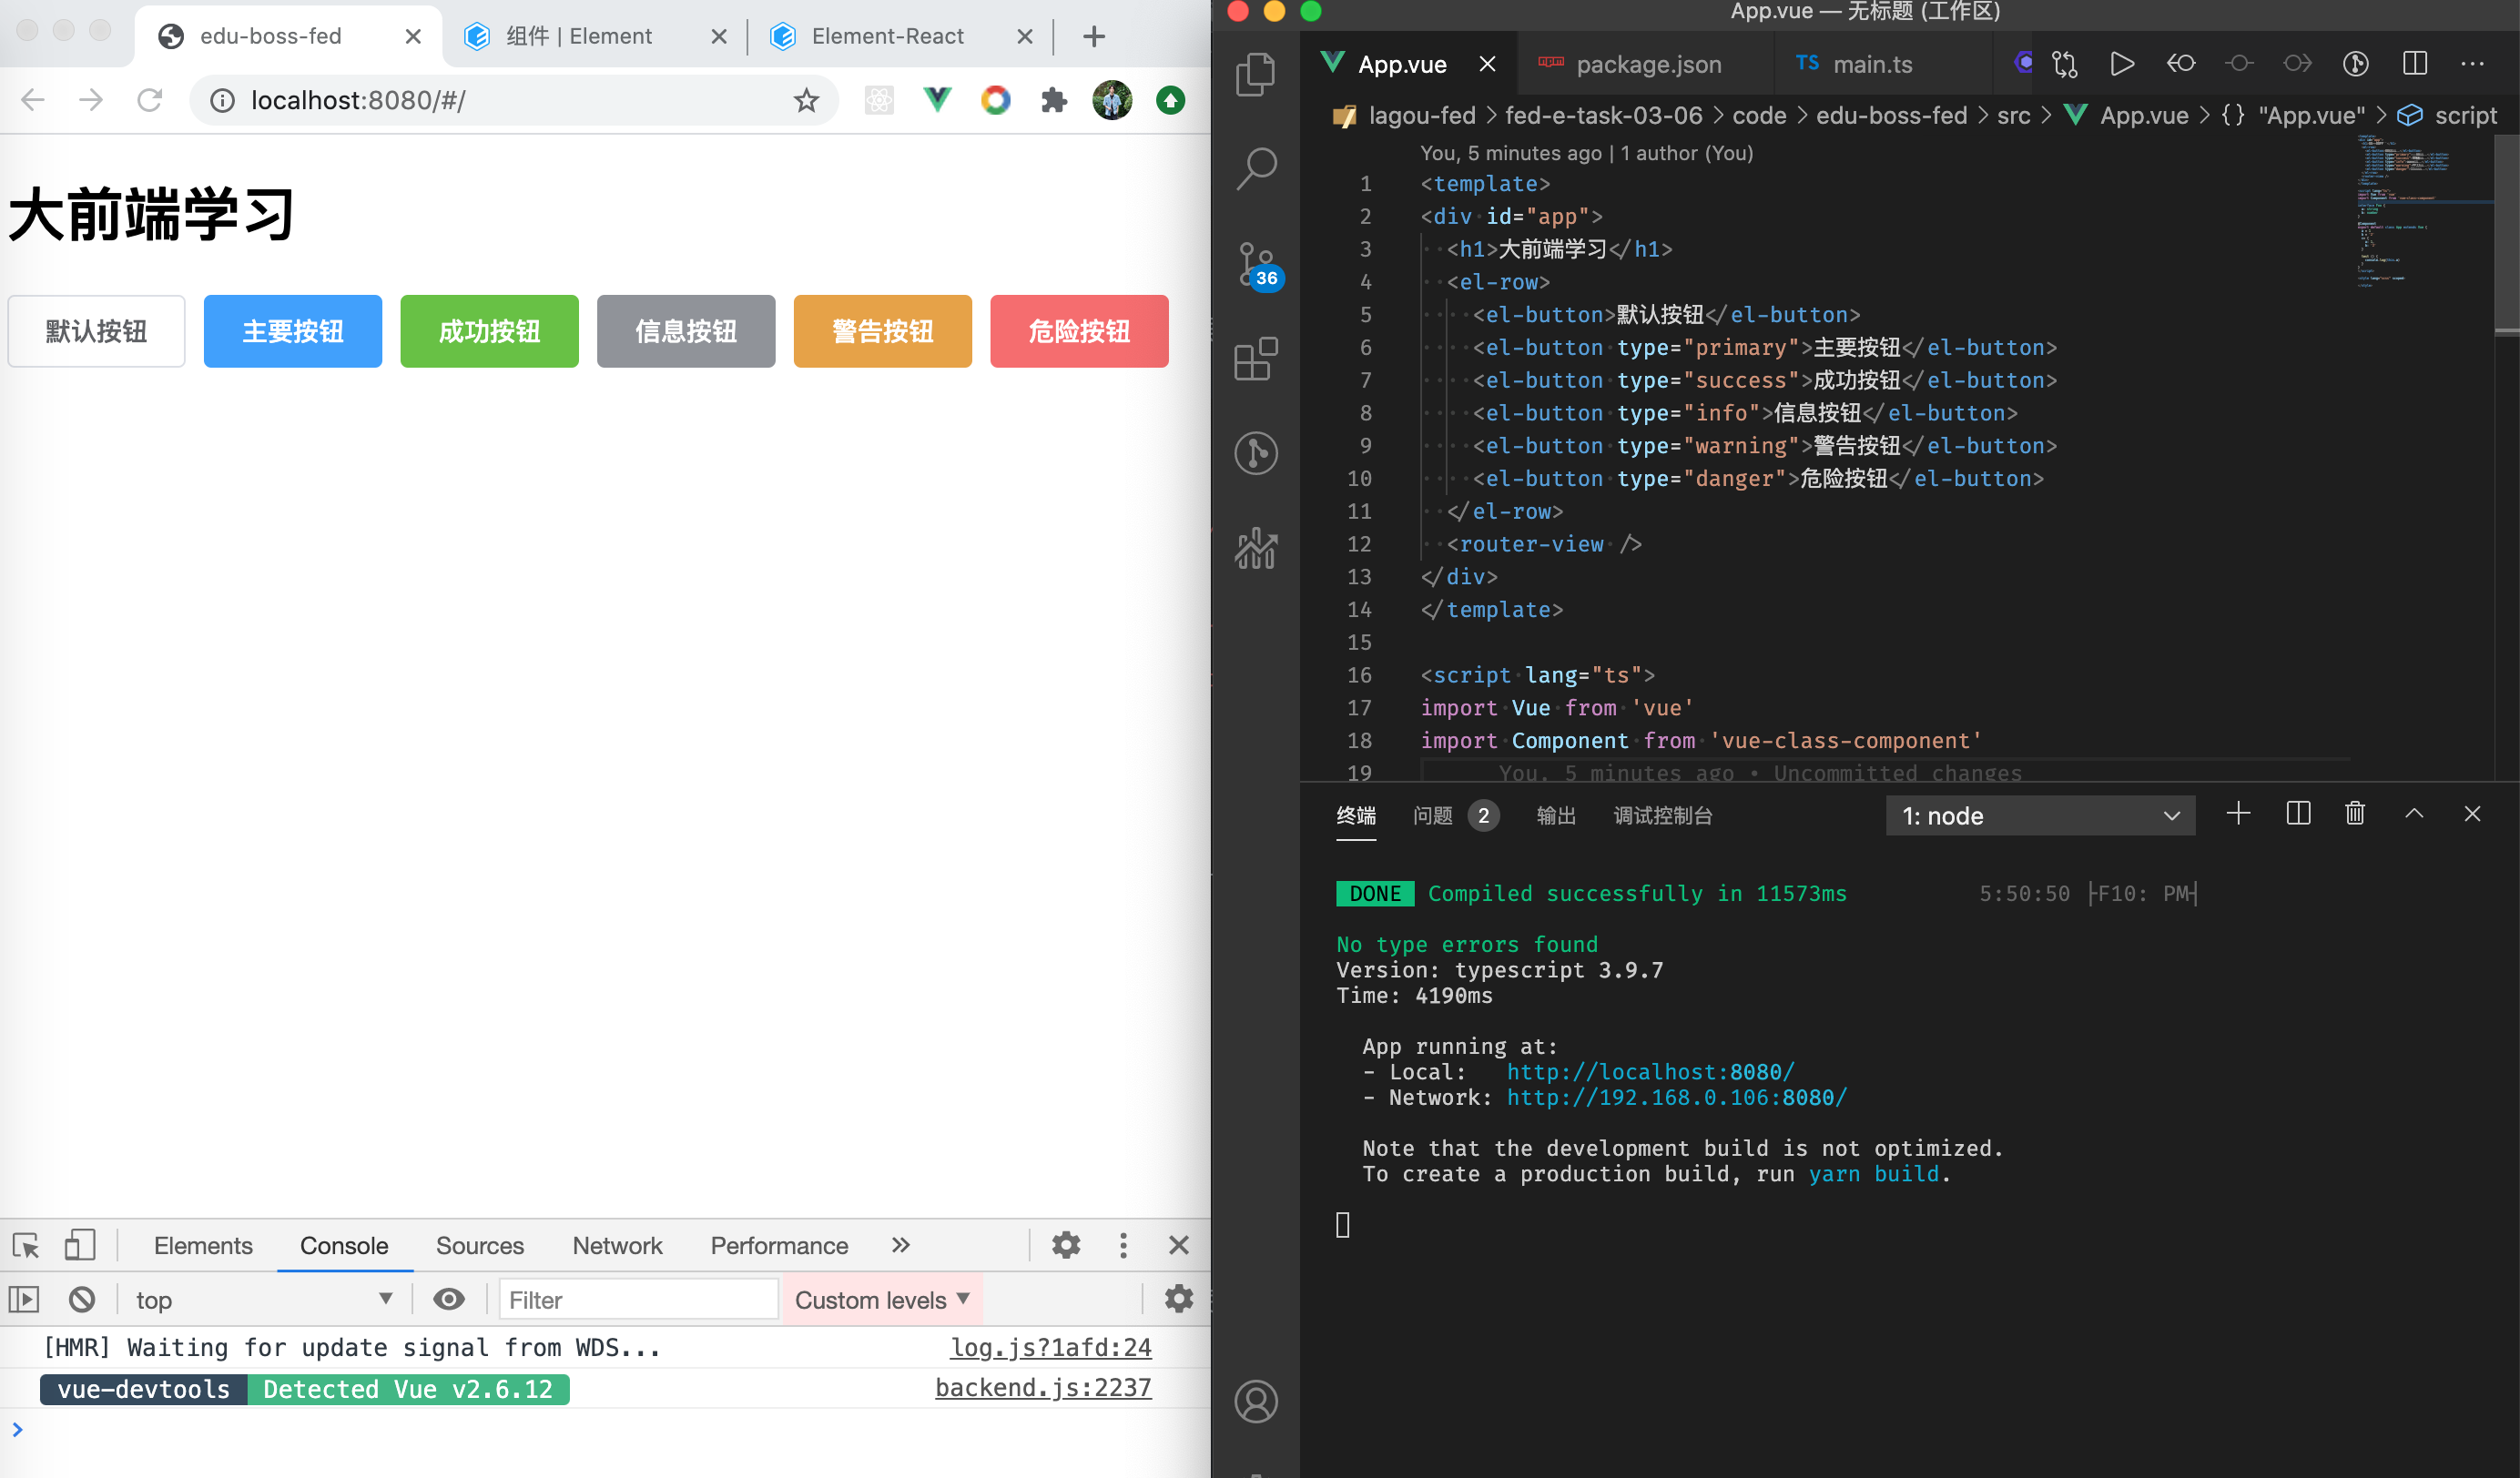 edu-boss-fed
组件 | Element
Element-React
localhost:8080/#/
大前端学习
默认按钮 主要按钮 成功按钮 信息按钮 警告按钮 危险按钮
Elements Console Sources Network Performance
top Filter Custom levels
[HMR] Waiting for update signal from WDS... log.js?1afd:24
vue-devtools Detected Vue v2.6.12 backend.js:2237
App.vue — 无标题 (工作区)
App.vue package.json TS main.ts
lagou-fed > fed-e-task-03-06 > code > edu-boss-fed > src > App.vue > {} "App.vue" > script
You, 5 minutes ago | 1 author (You)
1 <template>
2 <div id="app">
3 <h1>大前端学习</h1>
4 <el-row>
5 <el-button>默认按钮</el-button>
6 <el-button type="primary">主要按钮</el-button>
7 <el-button type="success">成功按钮</el-button>
8 <el-button type="info">信息按钮</el-button>
9 <el-button type="warning">警告按钮</el-button>
10 <el-button type="danger">危险按钮</el-button>
11 </el-row>
12 <router-view />
13 </div>
14 </template>
15
16 <script lang="ts">
17 import Vue from 'vue'
18 import Component from 'vue-class-component'
19 You, 5 minutes ago • Uncommitted changes
36
终端 问题 2 输出 调试控制台 1: node
DONE Compiled successfully in 11573ms 5:50:50 ├F10: PM┤
No type errors found
Version: typescript 3.9.7
Time: 4190ms
App running at:
- Local: http://localhost:8080/
- Network: http://192.168.0.106:8080/
Note that the development build is not optimized.
To create a production build, run yarn build.